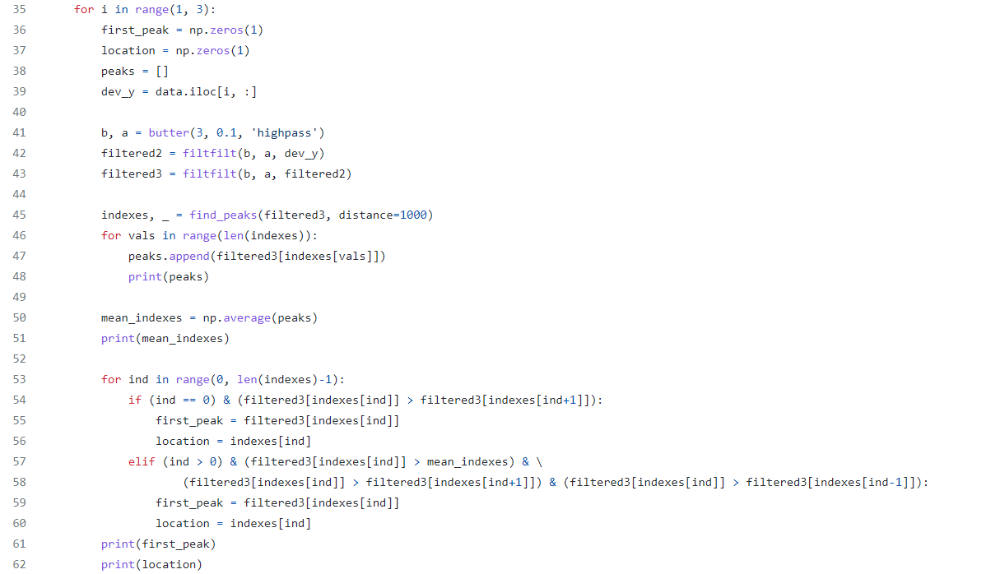 35 for i in range(1, 3):
36 first_peak = np.zeros(1)
37 location = np.zeros(1)
38 peaks = []
39 dev_y = data.iloc[i, :]
40
41 b, a = butter(3, 0.1, 'highpass')
42 filtered2 = filtfilt(b, a, dev_y)
43 filtered3 = filtfilt(b, a, filtered2)
44
45 indexes, _ = find_peaks(filtered3, distance=1000)
46 for vals in range(len(indexes)):
47 peaks.append(filtered3[indexes[vals]])
48 print(peaks)
49
50 mean_indexes = np.average(peaks)
51 print(mean_indexes)
52
53 for ind in range(0, len(indexes)-1):
54 if (ind == 0) & (filtered3[indexes[ind]] > filtered3[indexes[ind+1]]):
55 first_peak = filtered3[indexes[ind]]
56 location = indexes[ind]
57 elif (ind > 0) & (filtered3[indexes[ind]] > mean_indexes) & \
58 (filtered3[indexes[ind]] > filtered3[indexes[ind+1]]) & (filtered3[indexes[ind]] > filtered3[indexes[ind-1]]):
59 first_peak = filtered3[indexes[ind]]
60 location = indexes[ind]
61 print(first_peak)
62 print(location)